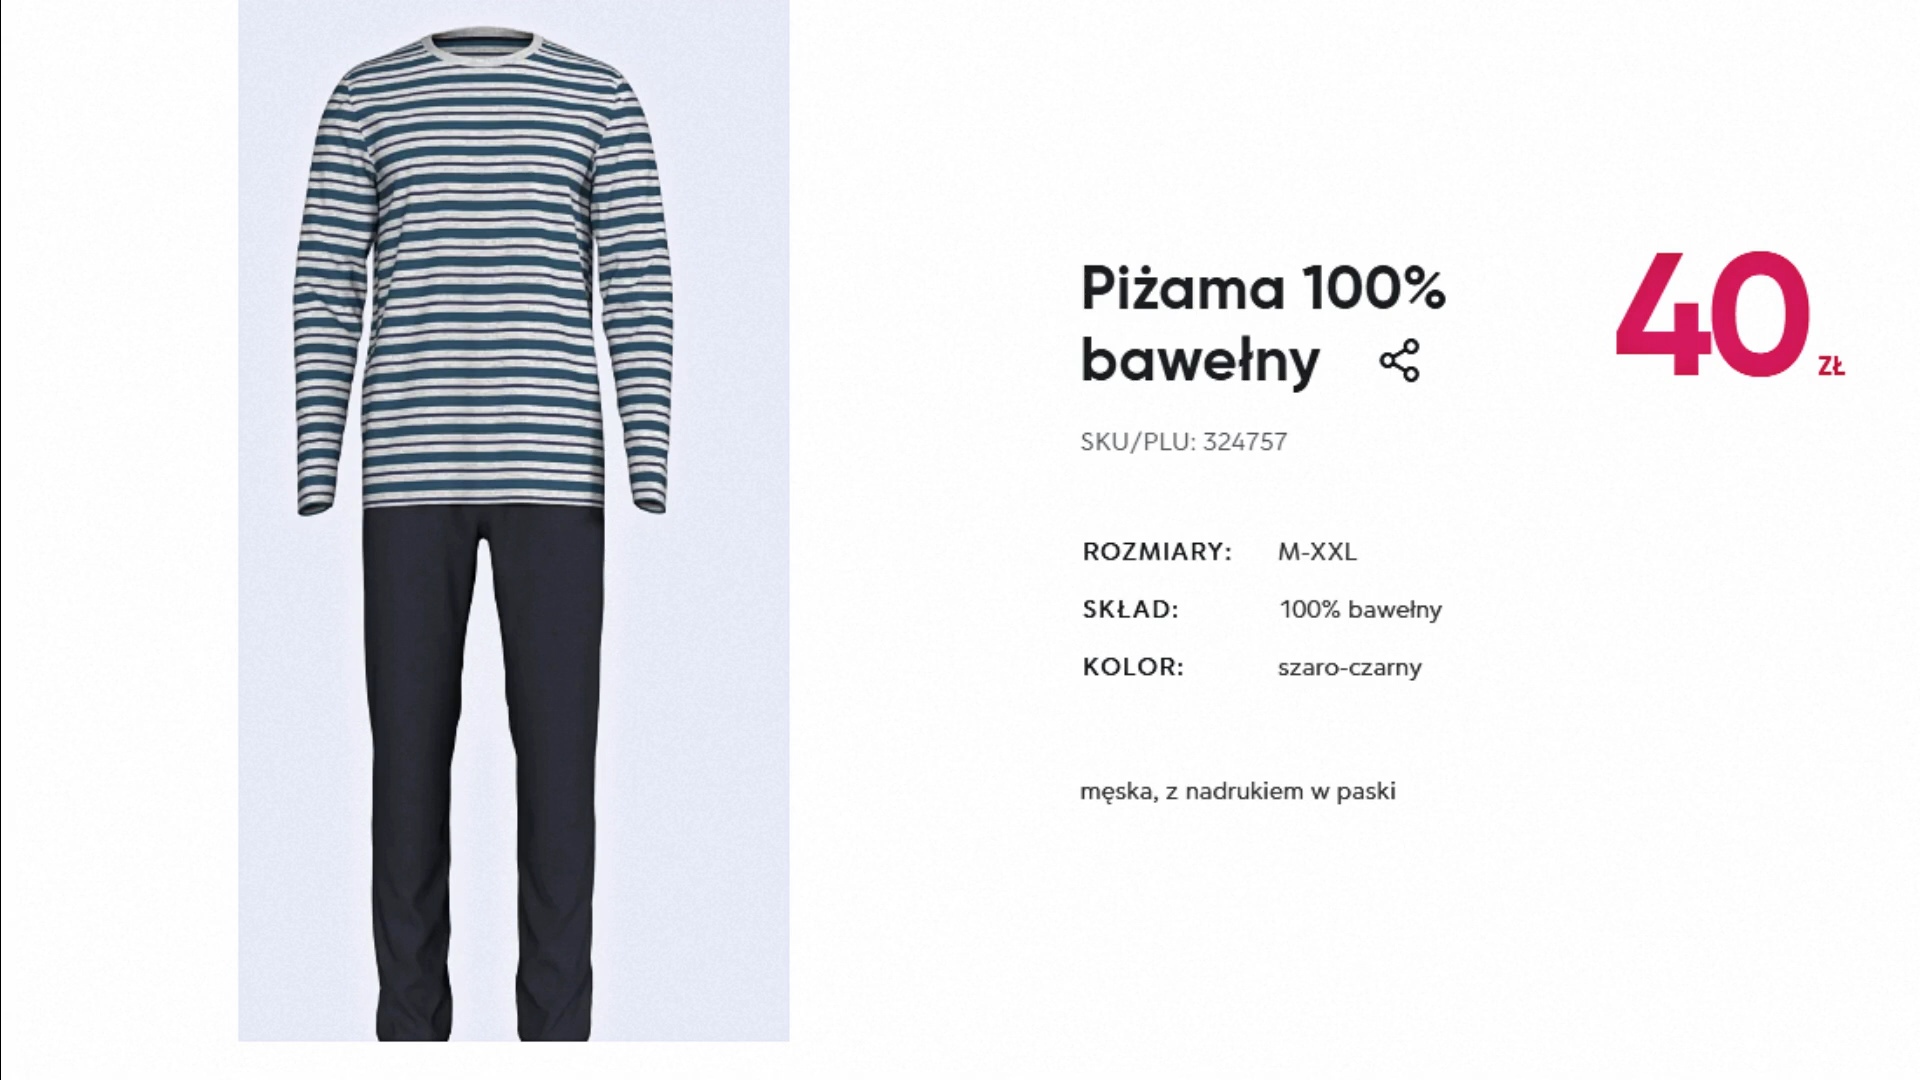 Piżama 100%
bawełny
40 ZŁ
SKU/PLU: 324757
ROZMIARY: M-XXL
SKŁAD: 100% bawełny
KOLOR: szaro-czarny
męska, z nadrukiem w paski